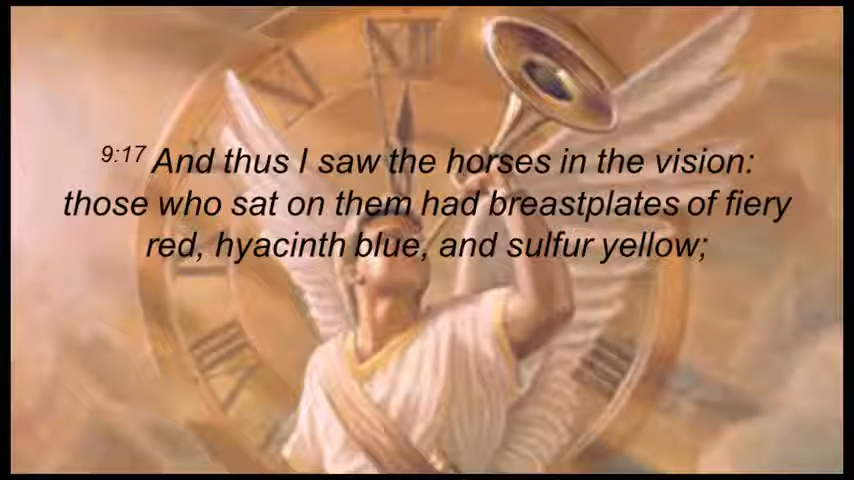 XII
9:17 And thus I saw the horses in the vision:
those who sat on them had breastplates of fiery
red, hyacinth blue, and sulfur yellow;